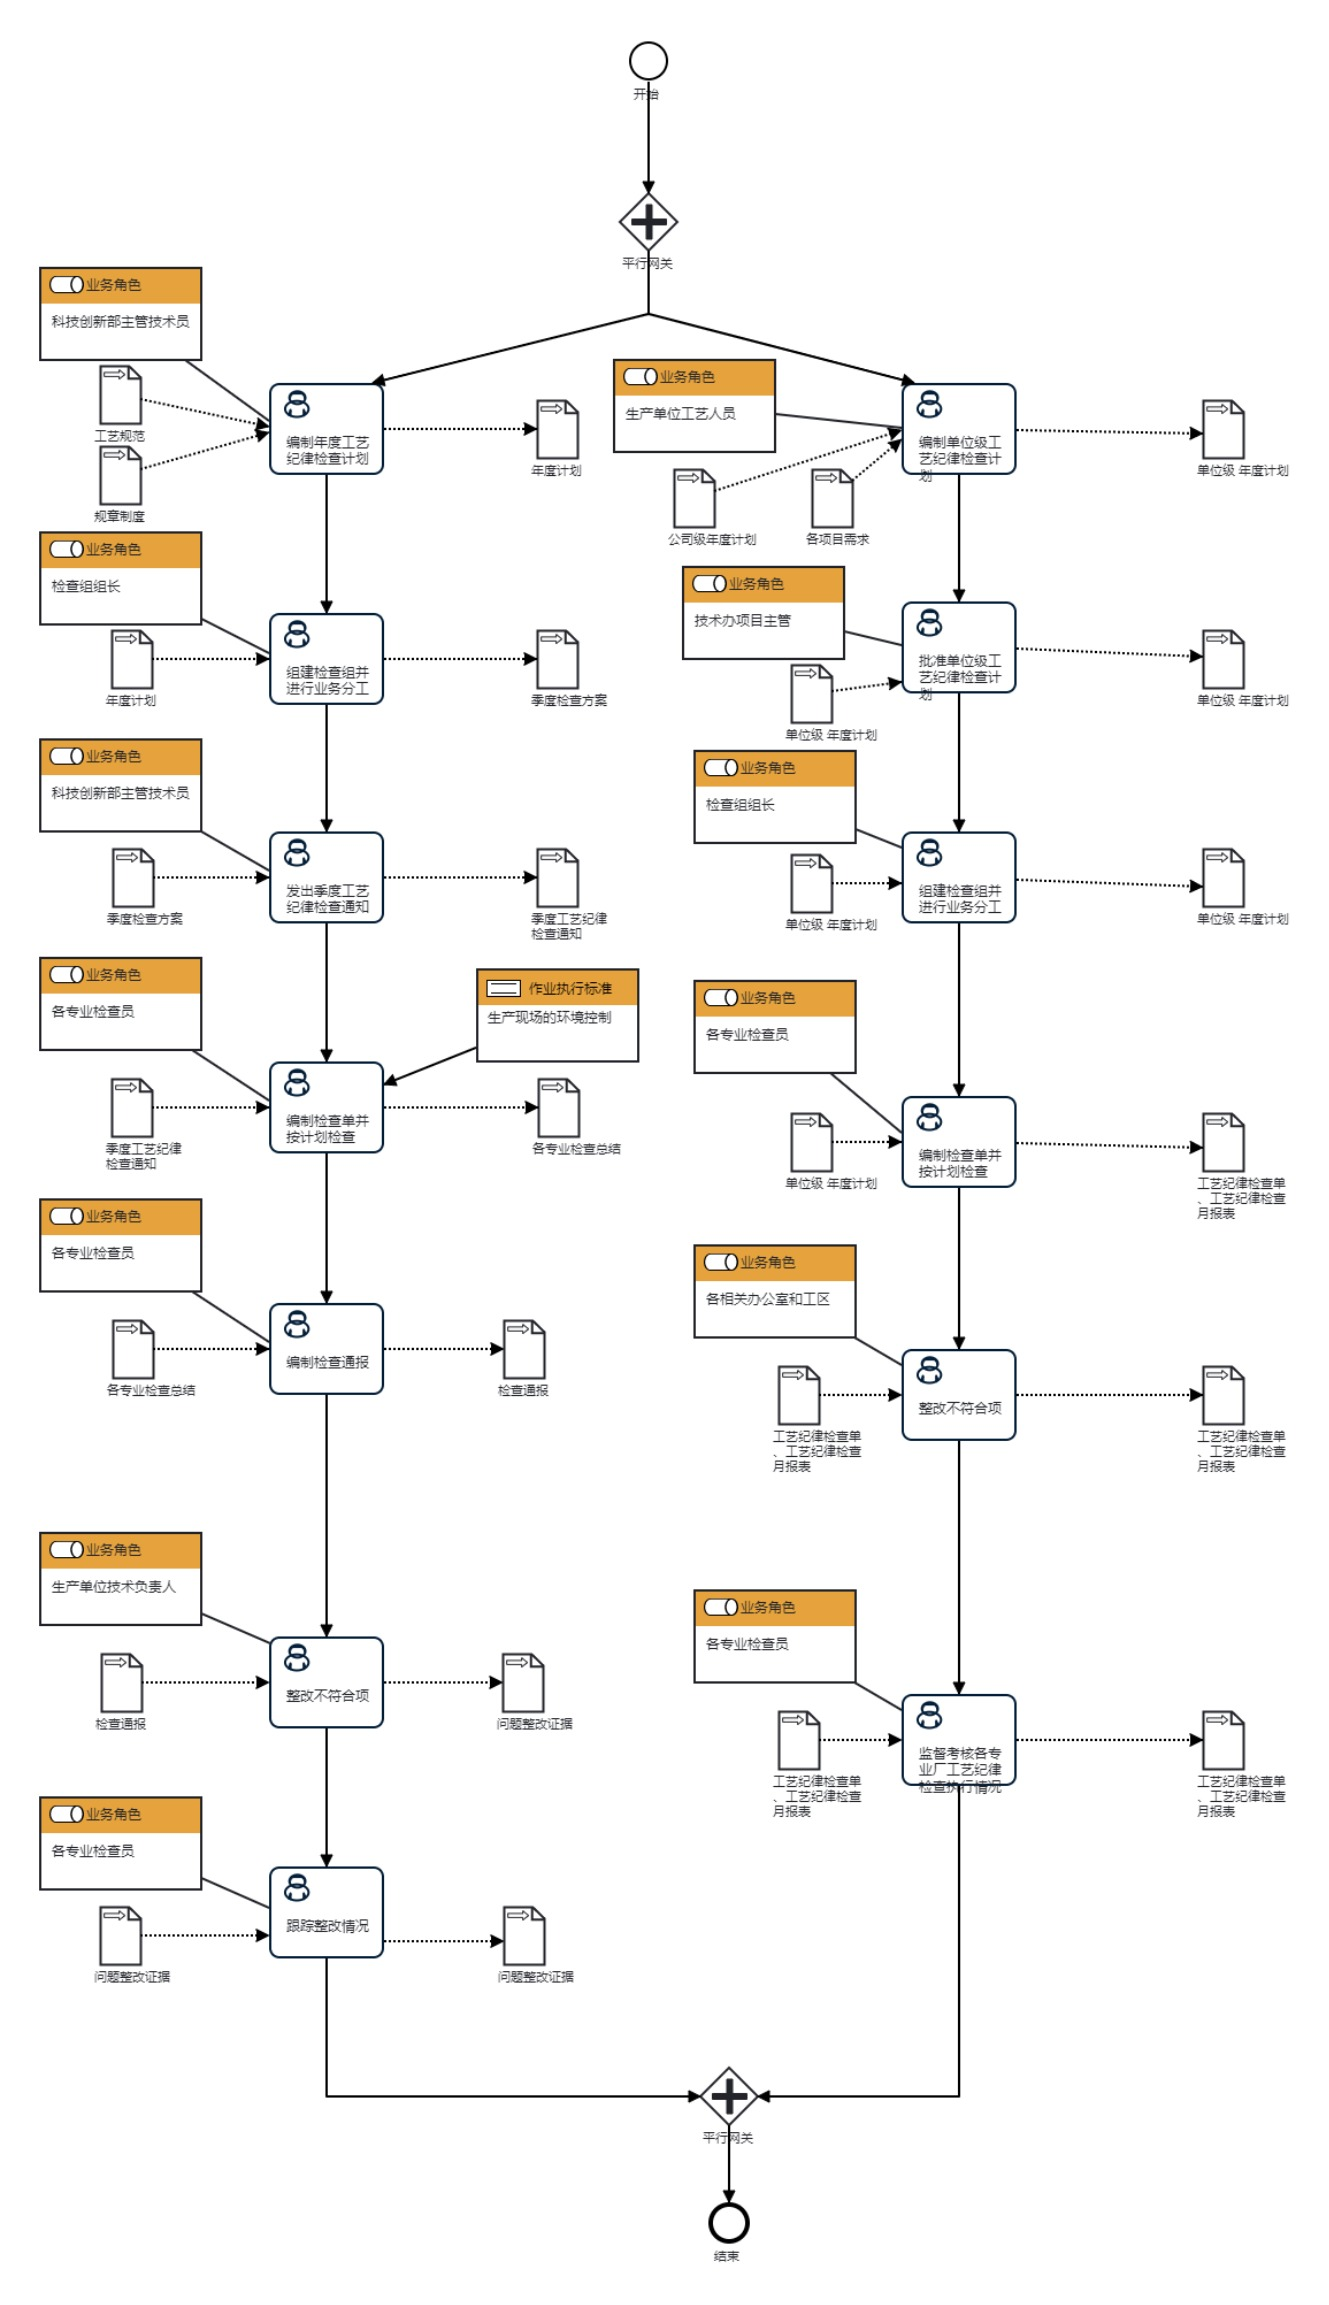 开始
平行网关
业务角色
科技创新部主管技术员
工艺规范
规章制度
编制年度工艺
纪律检查计划
年度计划
业务角色
生产单位工艺人员
公司级年度计划
各项目需求
编制单位级工
艺纪律检查计
划
单位级 年度计划
业务角色
检查组组长
年度计划
组建检查组并
进行业务分工
季度检查方案
业务角色
技术办项目主管
单位级 年度计划
批准单位级工
艺纪律检查计
划
单位级 年度计划
业务角色
科技创新部主管技术员
季度检查方案
发出季度工艺
纪律检查通知
季度工艺纪律
检查通知
业务角色
检查组组长
单位级 年度计划
组建检查组并
进行业务分工
单位级 年度计划
业务角色
各专业检查员
季度工艺纪律
检查通知
作业执行标准
生产现场的环境控制
编制检查单并
按计划检查
各专业检查总结
业务角色
各专业检查员
单位级 年度计划
编制检查单并
按计划检查
工艺纪律检查单
、工艺纪律检查
月报表
业务角色
各专业检查员
各专业检查总结
编制检查通报
检查通报
业务角色
各相关办公室和工区
工艺纪律检查单
、工艺纪律检查
月报表
整改不符合项
工艺纪律检查单
、工艺纪律检查
月报表
业务角色
生产单位技术负责人
检查通报
整改不符合项
问题整改证据
业务角色
各专业检查员
工艺纪律检查单
、工艺纪律检查
月报表
监督考核各专
业厂工艺纪律
检查执行情况
工艺纪律检查单
、工艺纪律检查
月报表
业务角色
各专业检查员
问题整改证据
跟踪整改情况
问题整改证据
平行网关
结束